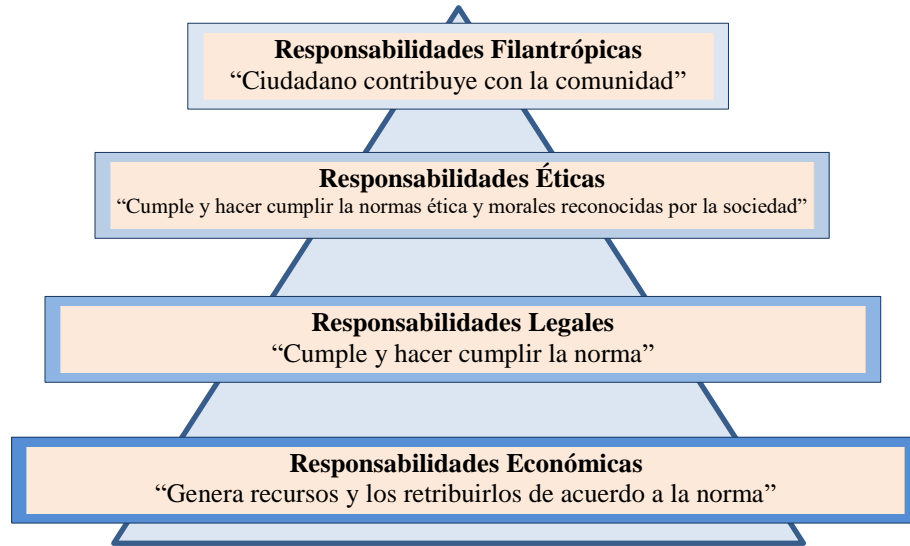 Responsabilidades Filantrópicas
“Ciudadano contribuye con la comunidad”
Responsabilidades Éticas
“Cumple y hacer cumplir la normas ética y morales reconocidas por la sociedad”
Responsabilidades Legales
“Cumple y hacer cumplir la norma”
Responsabilidades Económicas
“Genera recursos y los retribuirlos de acuerdo a la norma”